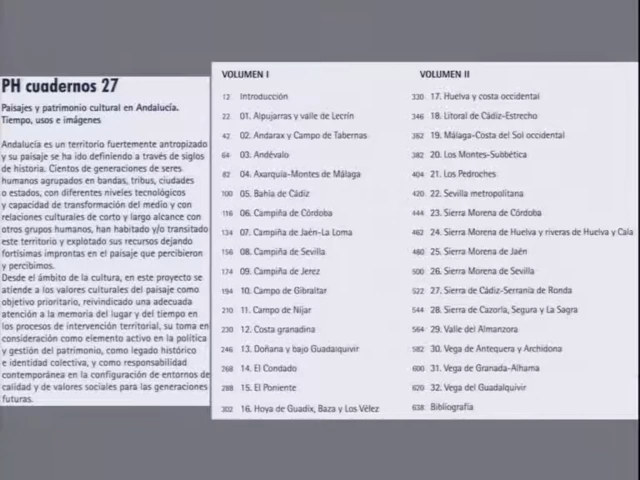 PH cuadernos 27
Paisajes y patrimonio cultural en Andalucía.
Tiempo, usos e imágenes
Andalucía es un territorio fuertemente antropizado
y su paisaje se ha ido definiendo a través de siglos
de historia. Cientos de generaciones de seres
humanos agrupados en bandas, tribus, ciudades
o estados, con diferentes niveles tecnológicos
y capacidad de transformación del medio y con
relaciones culturales de corto y largo alcance con
otros grupos humanos, han habitado y/o transitado
este territorio y explotado sus recursos dejando
fortísimas improntas en el paisaje que percibieron
y percibimos.
Desde el ámbito de la cultura, en este proyecto se
atiende a los valores culturales del paisaje como
objetivo prioritario, reivindicando una adecuada
atención a la memoria del lugar y del tiempo en
los procesos de intervención territorial, su toma en
consideración como elemento activo en la política
y gestión del patrimonio, como legado histórico
e identidad colectiva, y como responsabilidad
contemporánea en la configuración de entornos de
calidad y de valores sociales para las generaciones
futuras.
VOLUMEN I
12 Introducción
22 01. Alpujarras y valle de Lecrín
42 02. Andarax y Campo de Tabernas
64 03. Andévalo
82 04. Axarquía-Montes de Málaga
100 05. Bahía de Cádiz
116 06. Campiña de Córdoba
134 07. Campiña de Jaén-La Loma
156 08. Campiña de Sevilla
174 09. Campiña de Jerez
194 10. Campo de Gibraltar
210 11. Campo de Níjar
230 12. Costa granadina
246 13. Doñana y bajo Guadalquivir
268 14. El Condado
288 15. El Poniente
302 16. Hoya de Guadix, Baza y Los Vélez
VOLUMEN II
330 17. Huelva y costa occidental
346 18. Litoral de Cádiz-Estrecho
362 19. Málaga-Costa del Sol occidental
382 20. Los Montes-Subbética
404 21. Los Pedroches
420 22. Sevilla metropolitana
444 23. Sierra Morena de Córdoba
462 24. Sierra Morena de Huelva y riveras de Huelva y Cala
480 25. Sierra Morena de Jaén
500 26. Sierra Morena de Sevilla
522 27. Sierra de Cádiz-Serranía de Ronda
544 28. Sierra de Cazorla, Segura y La Sagra
564 29. Valle del Almanzora
582 30. Vega de Antequera y Archidona
600 31. Vega de Granada-Alhama
620 32. Vega del Guadalquivir
638 Bibliografía